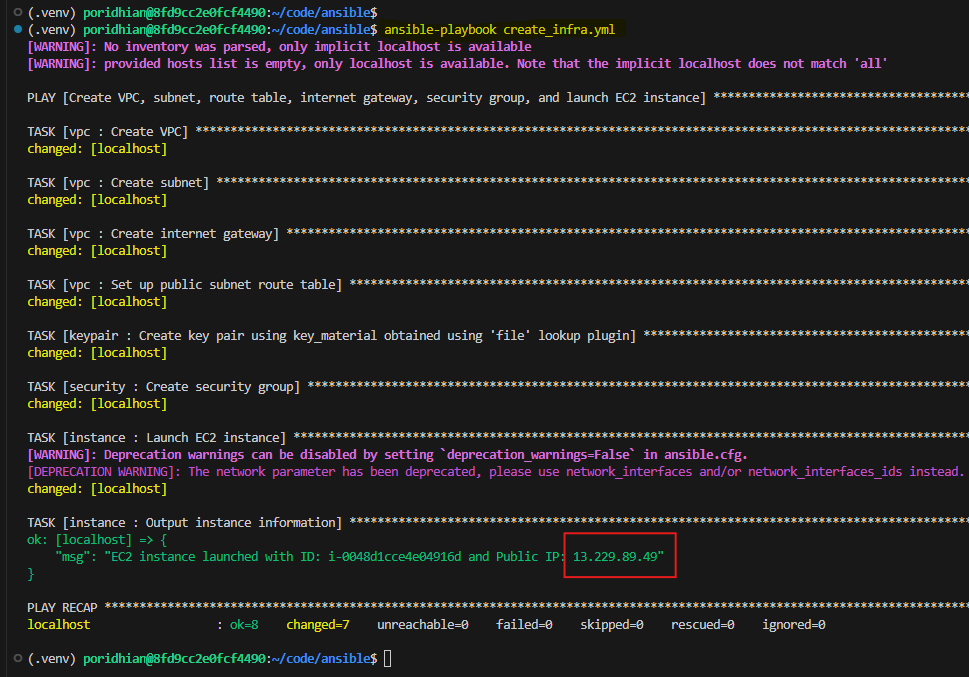 (.venv) poridhian@8fd9cc2e0fcf4490:~/code/ansible$
(.venv) poridhian@8fd9cc2e0fcf4490:~/code/ansible$ ansible-playbook create_infra.yml
[WARNING]: No inventory was parsed, only implicit localhost is available
[WARNING]: provided hosts list is empty, only localhost is available. Note that the implicit localhost does not match 'all'
PLAY [Create VPC, subnet, route table, internet gateway, security group, and launch EC2 instance] *************************************
TASK [vpc : Create VPC] ***************************************************************************************************************
changed: [localhost]
TASK [vpc : Create subnet] ************************************************************************************************************
changed: [localhost]
TASK [vpc : Create internet gateway] **************************************************************************************************
changed: [localhost]
TASK [vpc : Set up public subnet route table] *****************************************************************************************
changed: [localhost]
TASK [keypair : Create key pair using key_material obtained using 'file' lookup plugin] ***********************************************
changed: [localhost]
TASK [security : Create security group] ***********************************************************************************************
changed: [localhost]
TASK [instance : Launch EC2 instance] *************************************************************************************************
[WARNING]: Deprecation warnings can be disabled by setting `deprecation_warnings=False` in ansible.cfg.
[DEPRECATION WARNING]: The network parameter has been deprecated, please use network_interfaces and/or network_interfaces_ids instead.
changed: [localhost]
TASK [instance : Output instance information] *****************************************************************************************
ok: [localhost] => {
"msg": "EC2 instance launched with ID: i-0048d1cce4e04916d and Public IP: 13.229.89.49"
}
PLAY RECAP ****************************************************************************************************************************
localhost : ok=8 changed=7 unreachable=0 failed=0 skipped=0 rescued=0 ignored=0
(.venv) poridhian@8fd9cc2e0fcf4490:~/code/ansible$